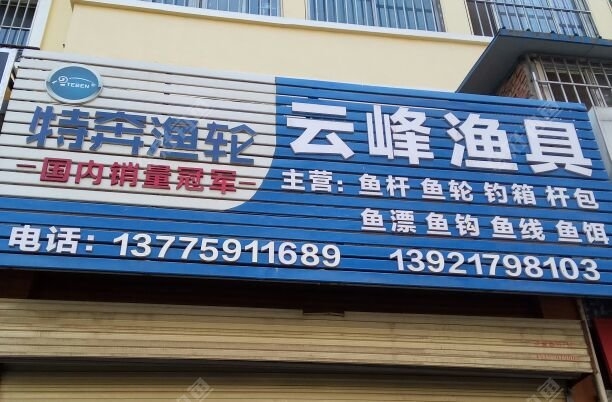 TEBEN
特奔渔轮
国内销量冠军
云峰渔具
主营：鱼杆 鱼轮 钓箱 杆包
鱼漂 鱼钩 鱼线 鱼饵
电话：13775911689 13921798103